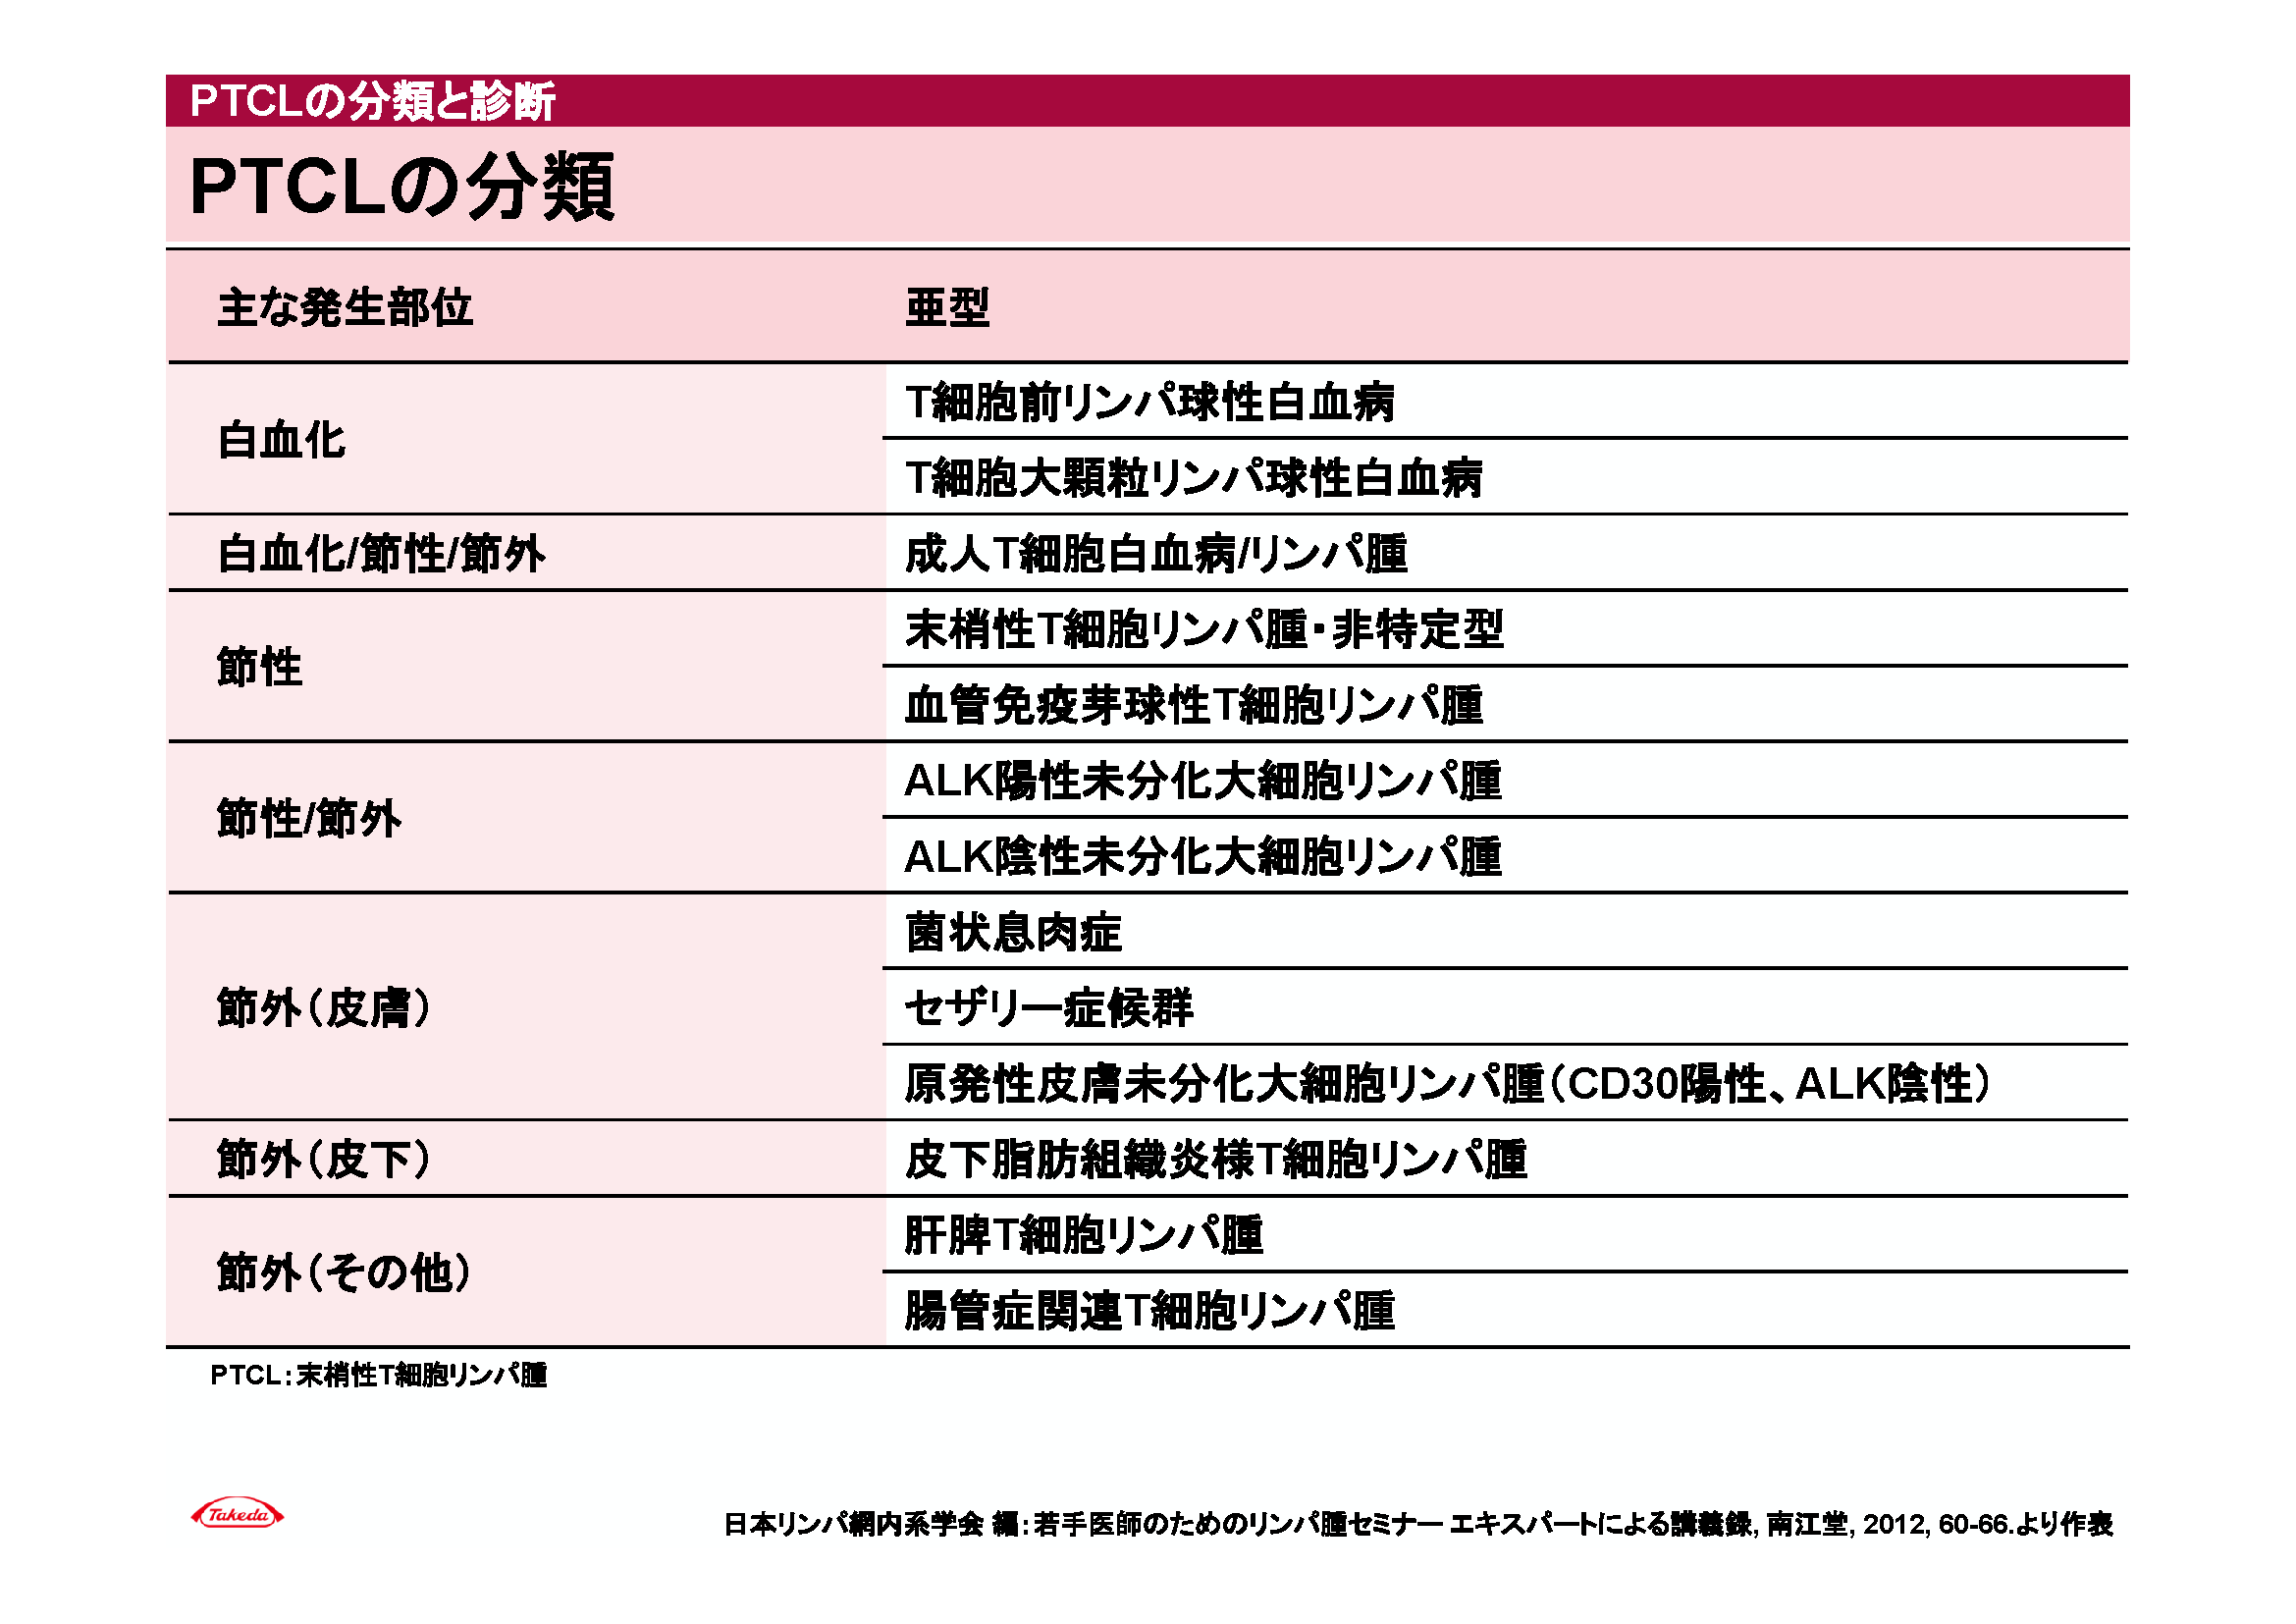 PTCLの分類と診断
PTCLの分類
主な発生部位
亜型
白血化
T細胞前リンパ球性白血病
T細胞大顆粒リンパ球性白血病
白血化/節性/節外
成人T細胞白血病/リンパ腫
節性
末梢性T細胞リンパ腫・非特定型
血管免疫芽球性T細胞リンパ腫
節性/節外
ALK陽性未分化大細胞リンパ腫
ALK陰性未分化大細胞リンパ腫
節外（皮膚）
菌状息肉症
セザリー症候群
原発性皮膚未分化大細胞リンパ腫（CD30陽性、ALK陰性）
節外（皮下）
皮下脂肪組織炎様T細胞リンパ腫
節外（その他）
肝脾T細胞リンパ腫
腸管症関連T細胞リンパ腫
PTCL：末梢性T細胞リンパ腫
Takeda
日本リンパ網内系学会 編：若手医師のためのリンパ腫セミナー エキスパートによる講義録, 南江堂, 2012, 60-66.より作表